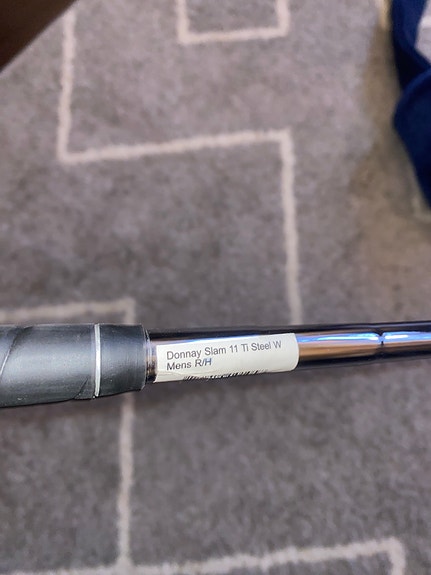 Donnay Slam 11 Ti Steel W
Mens R/H